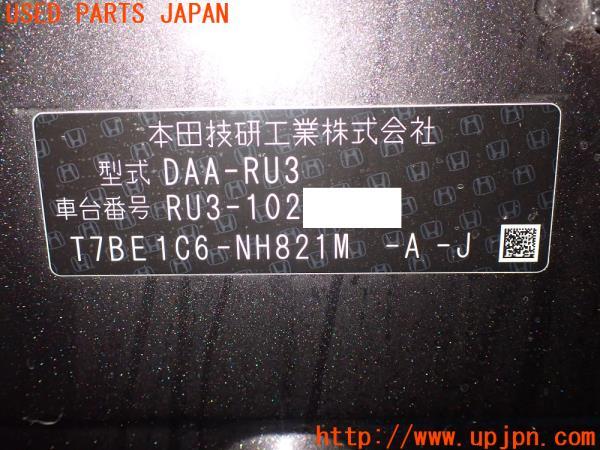 USED PARTS JAPAN
本田技研工業株式会社
型式 DAA-RU3
車台番号 RU3-102
T7BE1C6-NH821M -A -J
http://www.upjpn.com